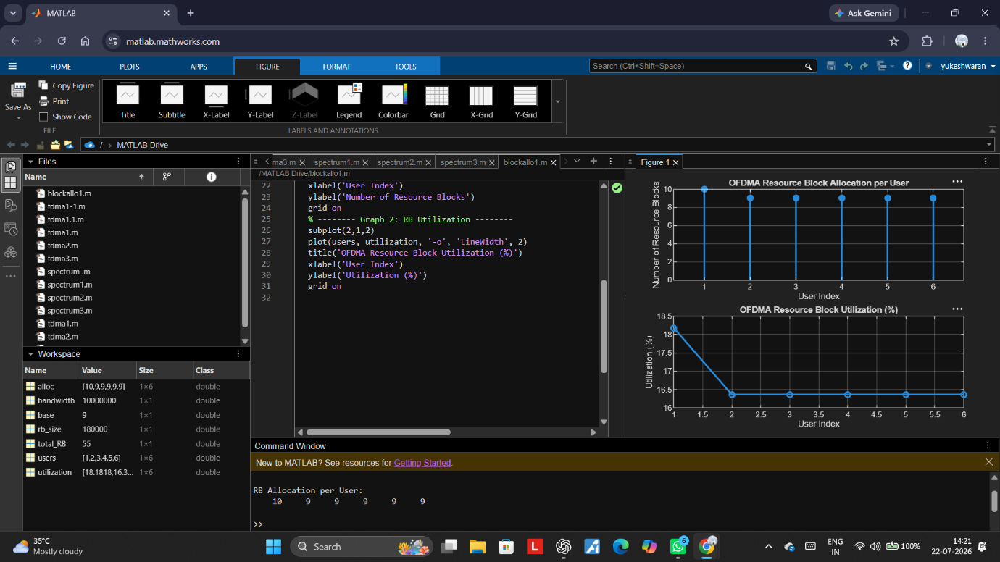 MATLAB
Ask Gemini
matlab.mathworks.com
HOME PLOTS APPS FIGURE FORMAT TOOLS
Search (Ctrl+Shift+Space)
yukeshwaran
Save As
Copy Figure
Print
Show Code
FILE
Title Subtitle X-Label Y-Label Z-Label Legend Colorbar Grid X-Grid Y-Grid
LABELS AND ANNOTATIONS
/ > MATLAB Drive
Files
Name
blockallo1.m
fdma1-1.m
fdma1.1.m
fdma1.m
fdma2.m
fdma3.m
spectrum .m
spectrum1.m
spectrum2.m
spectrum3.m
tdma1.m
tdma2.m
Workspace
Name Value Size Class
alloc [10,9,9,9,9,9] 1×6 double
bandwidth 10000000 1×1 double
base 9 1×1 double
rb_size 180000 1×1 double
total_RB 55 1×1 double
users [1,2,3,4,5,6] 1×6 double
utilization [18.1818,16.3... 1×6 double
ma3.m spectrum1.m spectrum2.m spectrum3.m blockallo1.m
/MATLAB Drive/blockallo1.m
22 xlabel('User Index')
23 ylabel('Number of Resource Blocks')
24 grid on
25 % -------- Graph 2: RB Utilization --------
26 subplot(2,1,2)
27 plot(users, utilization, '-o', 'LineWidth', 2)
28 title('OFDMA Resource Block Utilization (%)')
29 xlabel('User Index')
30 ylabel('Utilization (%)')
31 grid on
32
Figure 1
OFDMA Resource Block Allocation per User
Number of Resource Blocks
10
8
6
4
2
0
1 2 3 4 5 6
User Index
OFDMA Resource Block Utilization (%)
Utilization (%)
18.5
18
17.5
17
16.5
16
1 1.5 2 2.5 3 3.5 4 4.5 5 5.5 6
User Index
Command Window
New to MATLAB? See resources for Getting Started.
RB Allocation per User:
10 9 9 9 9 9
>>
35°C
Mostly cloudy
Search
L
6
ENG
IN
100%
14:21
22-07-2026